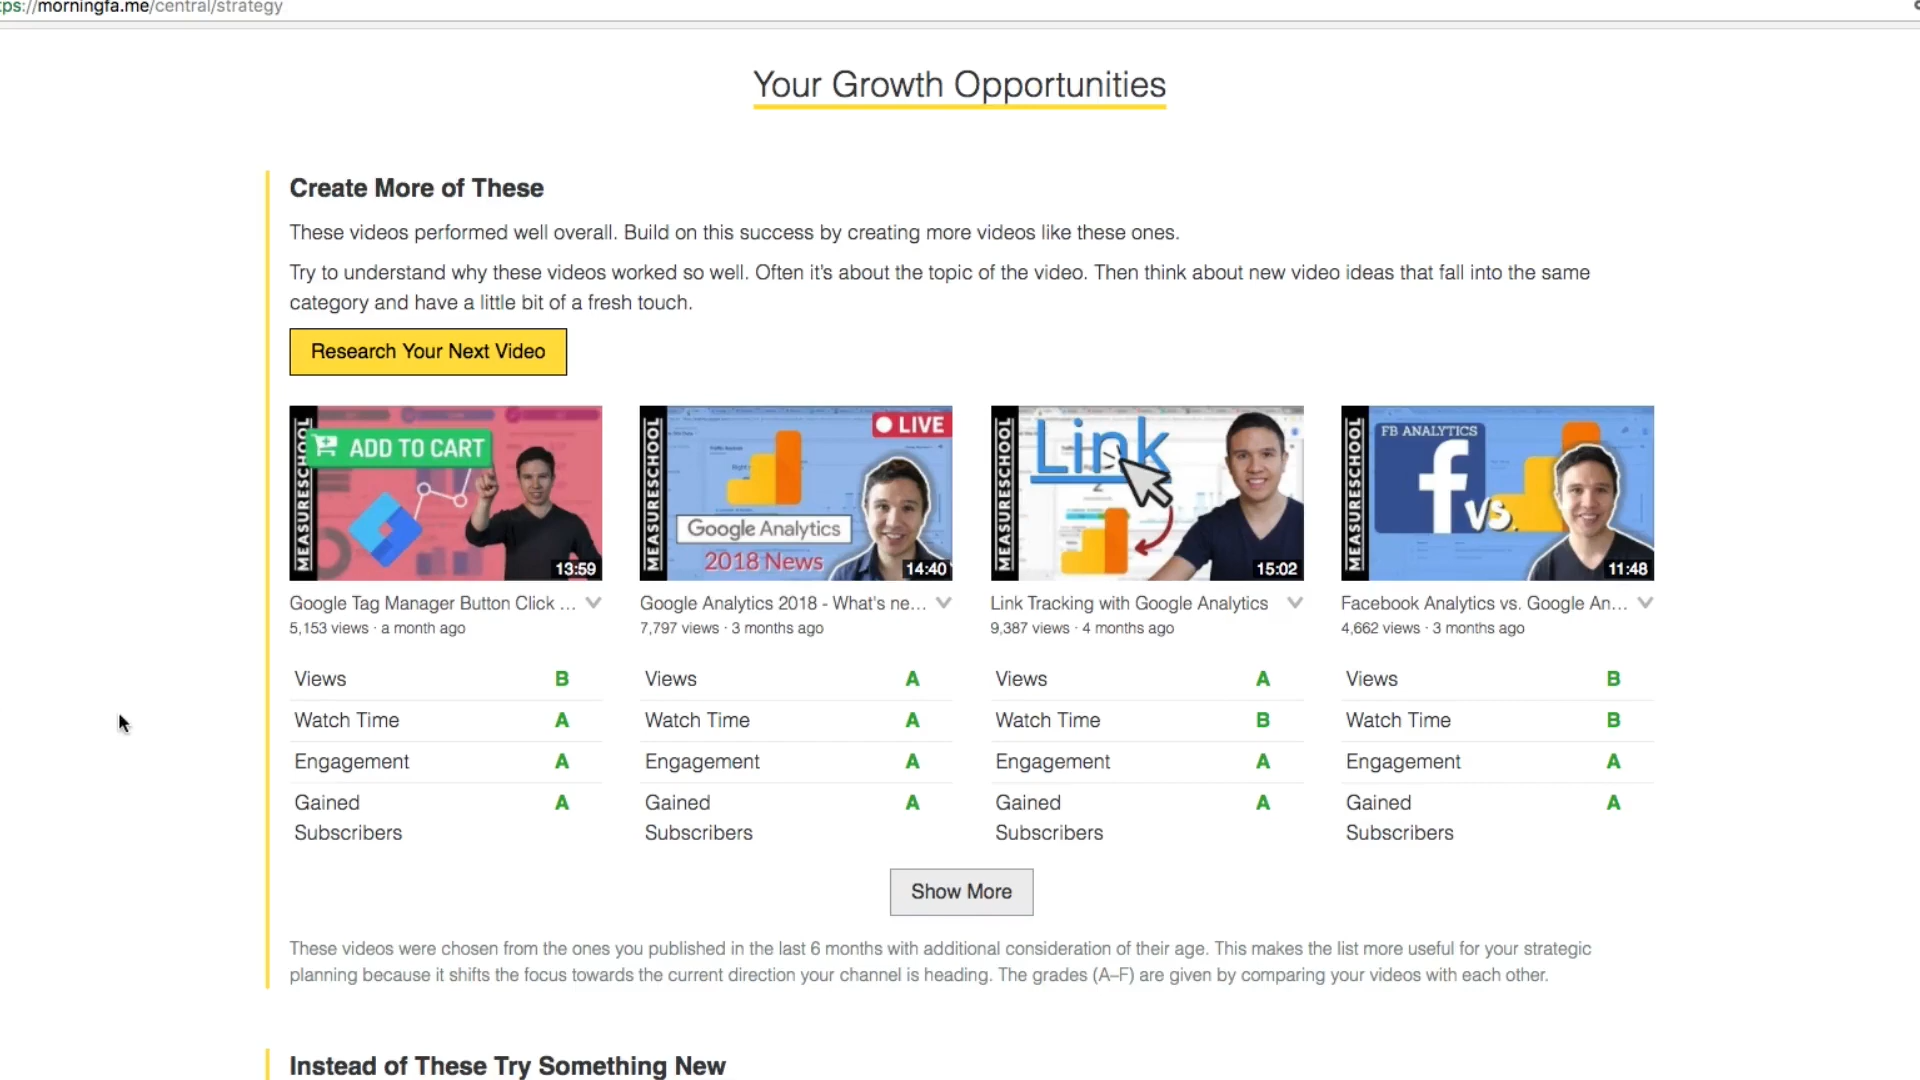 tps://morningfa.me/central/strategy
Your Growth Opportunities
Create More of These
These videos performed well overall. Build on this success by creating more videos like these ones.
Try to understand why these videos worked so well. Often it's about the topic of the video. Then think about new video ideas that fall into the same
category and have a little bit of a fresh touch.
Research Your Next Video
MEASURESCHOOL
ADD TO CART
13:59
MEASURESCHOOL
LIVE
Google Analytics
2018 News
14:40
MEASURESCHOOL
Link
15:02
MEASURESCHOOL
FB ANALYTICS
f
VS.
11:48
Google Tag Manager Button Click ...
5,153 views · a month ago
Google Analytics 2018 - What's ne...
7,797 views · 3 months ago
Link Tracking with Google Analytics
9,387 views · 4 months ago
Facebook Analytics vs. Google An...
4,662 views · 3 months ago
Views B
Watch Time A
Engagement A
Gained A
Subscribers
Views A
Watch Time A
Engagement A
Gained A
Subscribers
Views A
Watch Time B
Engagement A
Gained A
Subscribers
Views B
Watch Time B
Engagement A
Gained A
Subscribers
Show More
These videos were chosen from the ones you published in the last 6 months with additional consideration of their age. This makes the list more useful for your strategic
planning because it shifts the focus towards the current direction your channel is heading. The grades (A–F) are given by comparing your videos with each other.
Instead of These Try Something New